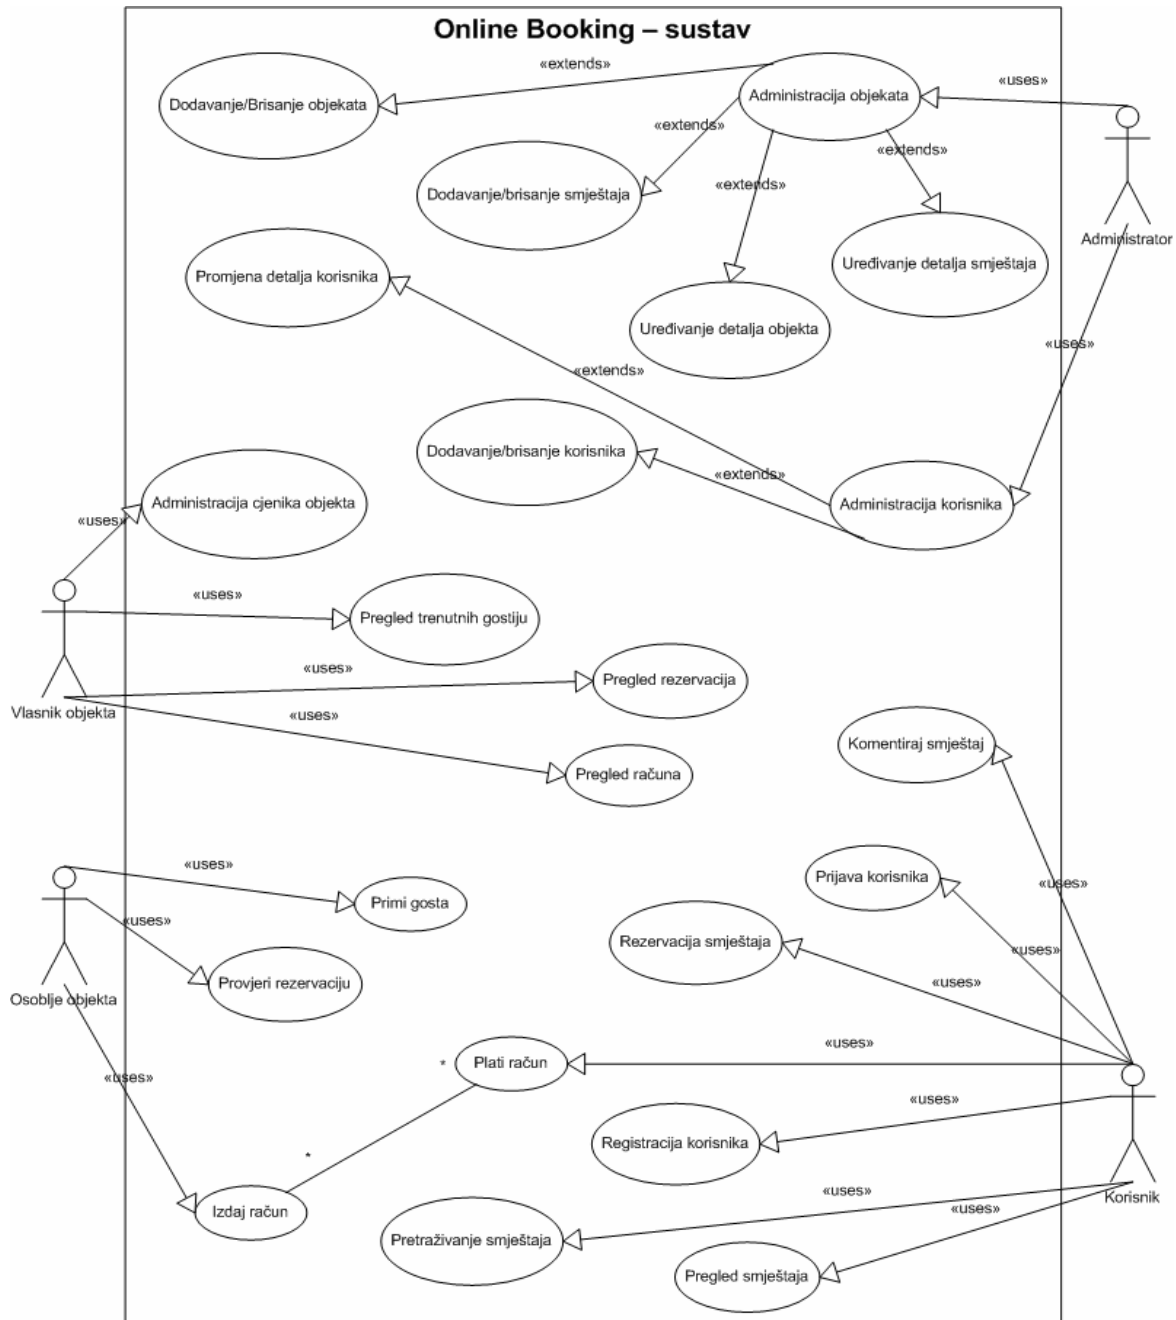 Online Booking – sustav
«extends»
«uses»
Dodavanje/Brisanje objekata
Administracija objekata
«extends»
«extends»
Dodavanje/brisanje smještaja
«extends»
Administrator
Promjena detalja korisnika
Uređivanje detalja smještaja
Uređivanje detalja objekta
«uses»
«extends»
Dodavanje/brisanje korisnika
«extends»
Administracija cjenika objekta
Administracija korisnika
«uses»
«uses»
Pregled trenutnih gostiju
«uses»
Pregled rezervacija
Vlasnik objekta
«uses»
Komentiraj smještaj
Pregled računa
«uses»
Prijava korisnika
«uses»
Primi gosta
«uses»
Rezervacija smještaja
«uses»
Provjeri rezervaciju
«uses»
Osoblje objekta
«uses»
Plati račun
*
«uses»
«uses»
Registracija korisnika
*
«uses»
Korisnik
Izdaj račun
«uses»
Pretraživanje smještaja
Pregled smještaja